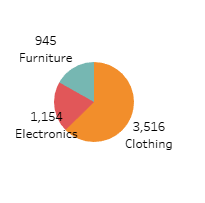 945
Furniture
1,154
Electronics
3,516
Clothing